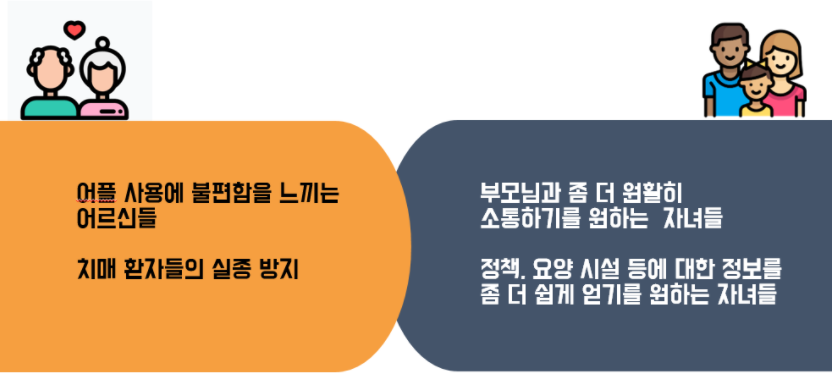 어플 사용에 불편함을 느끼는
어르신들
치매 환자들의 실종 방지
부모님과 좀 더 원활히
소통하기를 원하는 자녀들
정책, 요양 시설 등에 대한 정보를
좀 더 쉽게 얻기를 원하는 자녀들